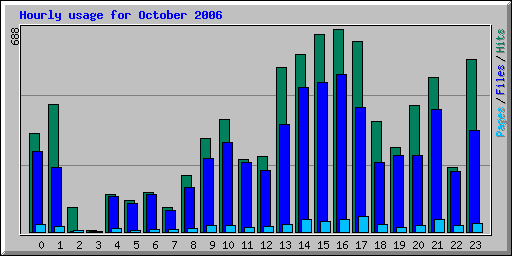 Hourly usage for October 2006
688
Pages/Files/Hits
0 1 2 3 4 5 6 7 8 9 10 11 12 13 14 15 16 17 18 19 20 21 22 23